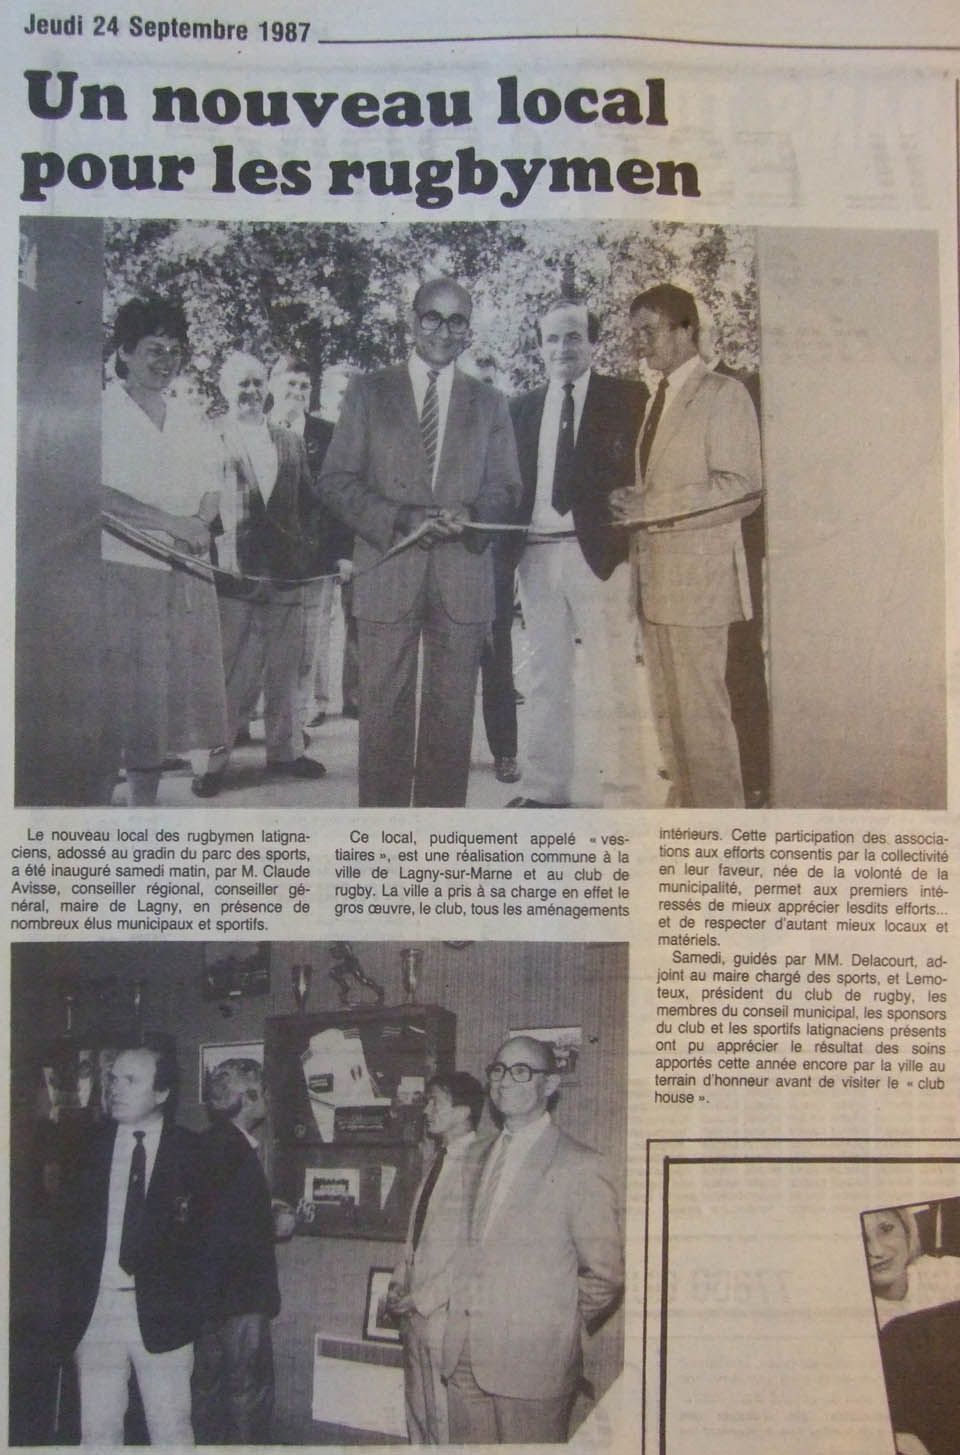 Jeudi 24 Septembre 1987
Un nouveau local
pour les rugbymen
Le nouveau local des rugbymen latigna-
ciens, adossé au gradin du parc des sports,
a été inauguré samedi matin, par M. Claude
Avisse, conseiller régional, conseiller gé-
néral, maire de Lagny, en présence de
nombreux élus municipaux et sportifs.
Ce local, pudiquement appelé « ves-
tiaires », est une réalisation commune à la
ville de Lagny-sur-Marne et au club de
rugby. La ville a pris à sa charge en effet le
gros œuvre, le club, tous les aménagements
intérieurs. Cette participation des associa-
tions aux efforts consentis par la collectivité
en leur faveur, née de la volonté de la
municipalité, permet aux premiers inté-
ressés de mieux apprécier lesdits efforts...
et de respecter d'autant mieux locaux et
matériels.
Samedi, guidés par MM. Delacourt, ad-
joint au maire chargé des sports, et Lemo-
teux, président du club de rugby, les
membres du conseil municipal, les sponsors
du club et les sportifs latignaciens présents
ont pu apprécier le résultat des soins
apportés cette année encore par la ville au
terrain d'honneur avant de visiter le « club
house ».